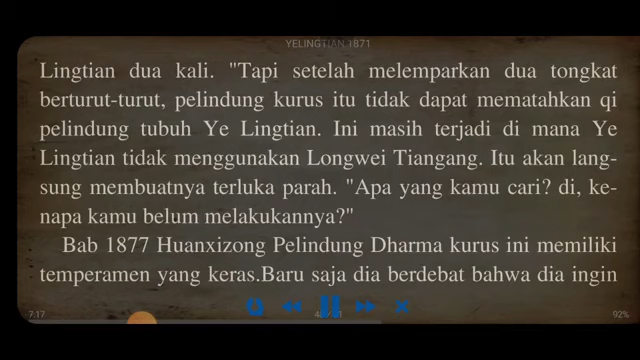 YELINGTIAN 1871
Lingtian dua kali. "Tapi setelah melemparkan dua tongkat
berturut-turut, pelindung kurus itu tidak dapat mematahkan qi
pelindung tubuh Ye Lingtian. Ini masih terjadi di mana Ye
Lingtian tidak menggunakan Longwei Tiangang. Itu akan lang-
sung membuatnya terluka parah. "Apa yang kamu cari? di, ke-
napa kamu belum melakukannya?"
Bab 1877 Huanxizong Pelindung Dharma kurus ini memiliki
temperamen yang keras.Baru saja dia berdebat bahwa dia ingin
7:17
92%